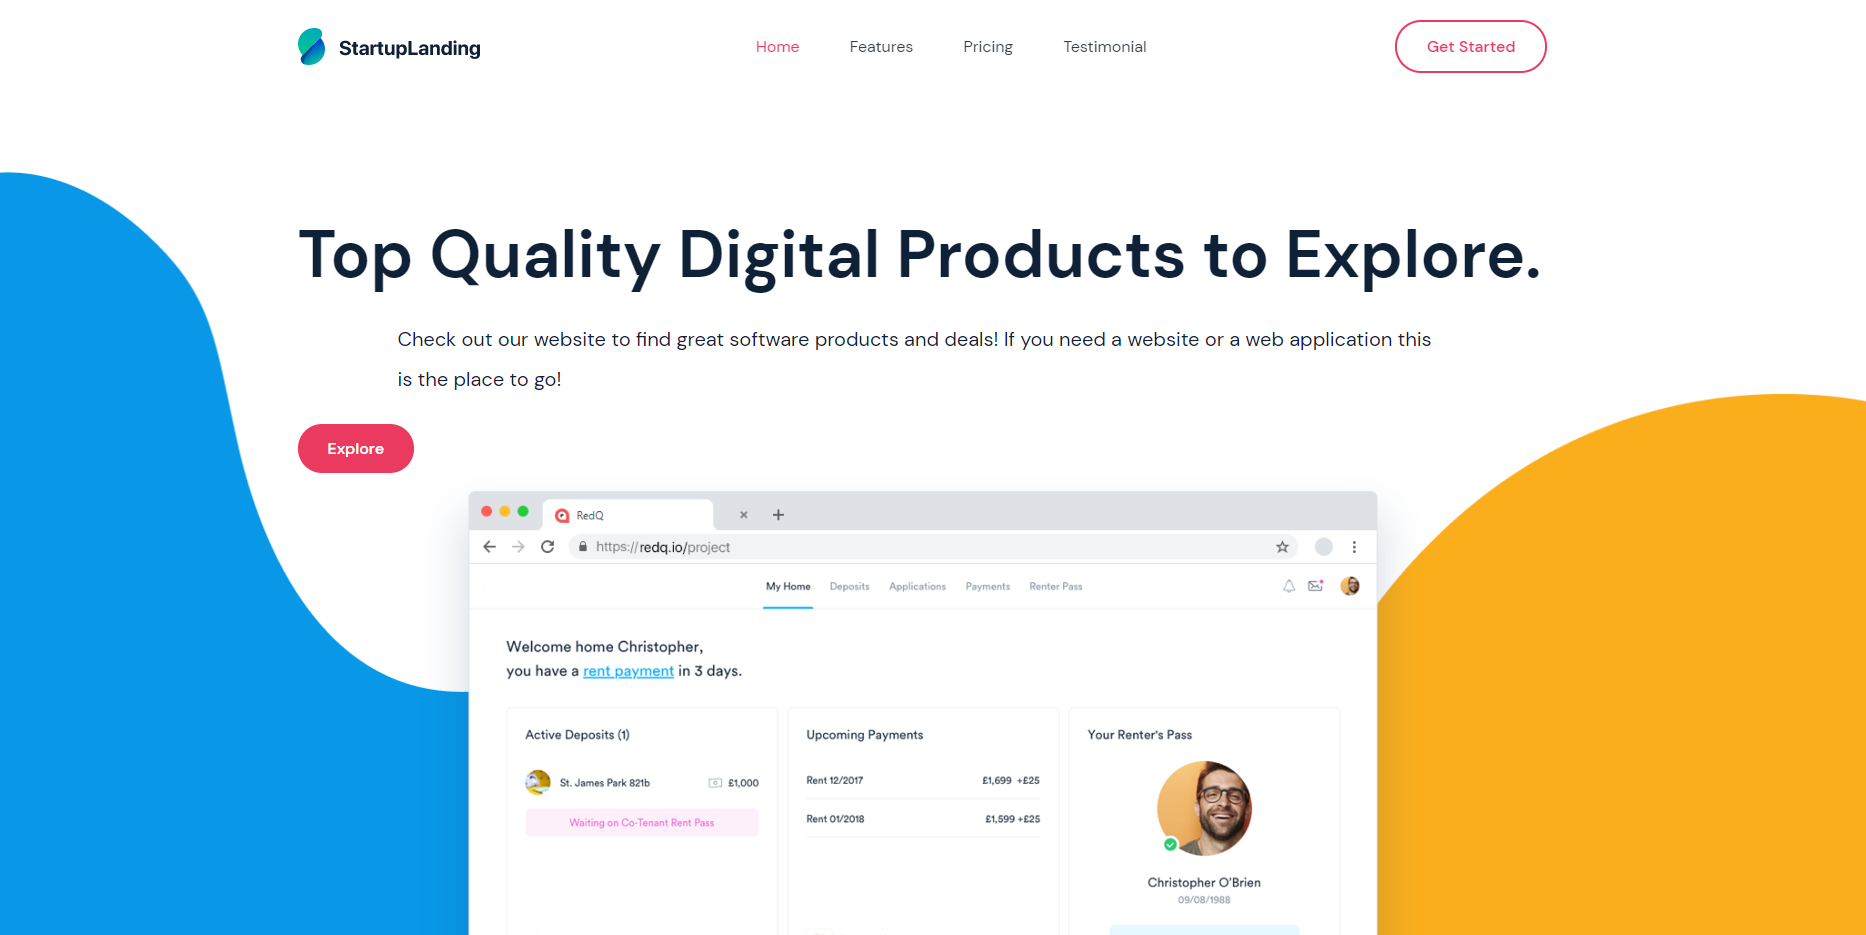 StartupLanding
Home Features Pricing Testimonial
Get Started
Top Quality Digital Products to Explore.
Check out our website to find great software products and deals! If you need a website or a web application this
is the place to go!
Explore
RedQ
https://redq.io/project
My Home Deposits Applications Payments Renter Pass
Welcome home Christopher,
you have a rent payment in 3 days.
Active Deposits (1)
St. James Park 821b £1,000
Waiting on Co-Tenant Rent Pass
Upcoming Payments
Rent 12/2017 £1,699 +£25
Rent 01/2018 £1,599 +£25
Your Renter's Pass
Christopher O'Brien
09/08/1988